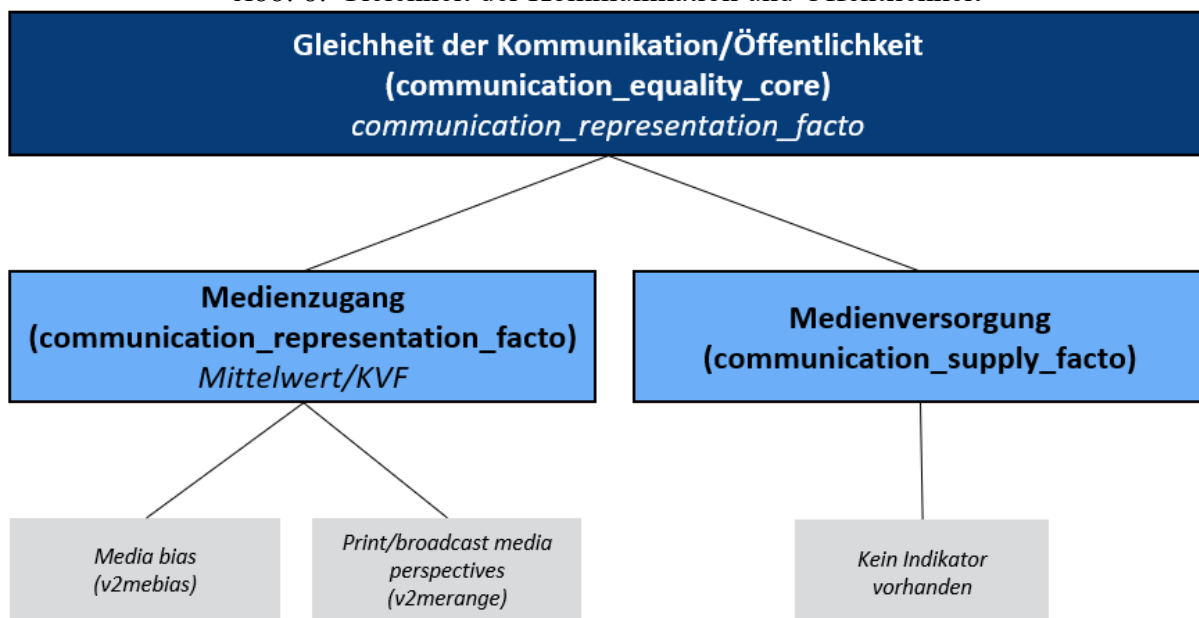 Gleichheit der Kommunikation/Öffentlichkeit
(communication_equality_core)
communication_representation_facto
Medienzugang
(communication_representation_facto)
Mittelwert/KVF
Medienversorgung
(communication_supply_facto)
Media bias
(v2mebias)
Print/broadcast media
perspectives
(v2merange)
Kein Indikator
vorhanden